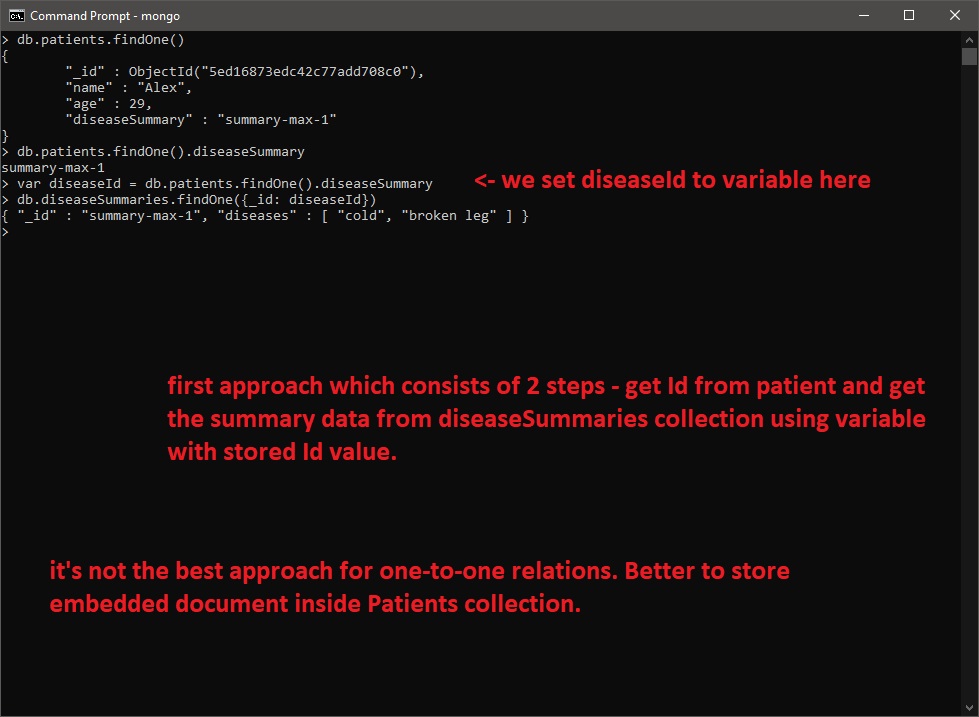 Command Prompt - mongo
> db.patients.findOne()
{
        "_id" : ObjectId("5ed16873edc42c77add708c0"),
        "name" : "Alex",
        "age" : 29,
        "diseaseSummary" : "summary-max-1"
}
> db.patients.findOne().diseaseSummary
summary-max-1
> var diseaseId = db.patients.findOne().diseaseSummary
<- we set diseaseId to variable here
> db.diseaseSummaries.findOne({_id: diseaseId})
{ "_id" : "summary-max-1", "diseases" : [ "cold", "broken leg" ] }
>
first approach which consists of 2 steps - get Id from patient and get
the summary data from diseaseSummaries collection using variable
with stored Id value.
it's not the best approach for one-to-one relations. Better to store
embedded document inside Patients collection.